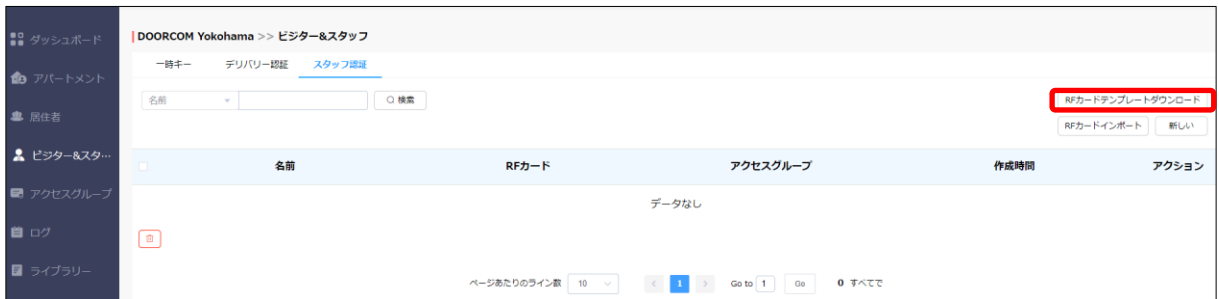 ダッシュボード
アパートメント
居住者
ビジター&スタ…
アクセスグループ
ログ
ライブラリー
DOORCOM Yokohama >> ビジター&スタッフ
一時キー デリバリー認証 スタッフ認証
名前 検索 RFカードテンプレートダウンロード
RFカードインポート 新しい
名前 RFカード アクセスグループ 作成時間 アクション
データなし
ページあたりのライン数 10 < 1 > Go to 1 Go 0 すべてで